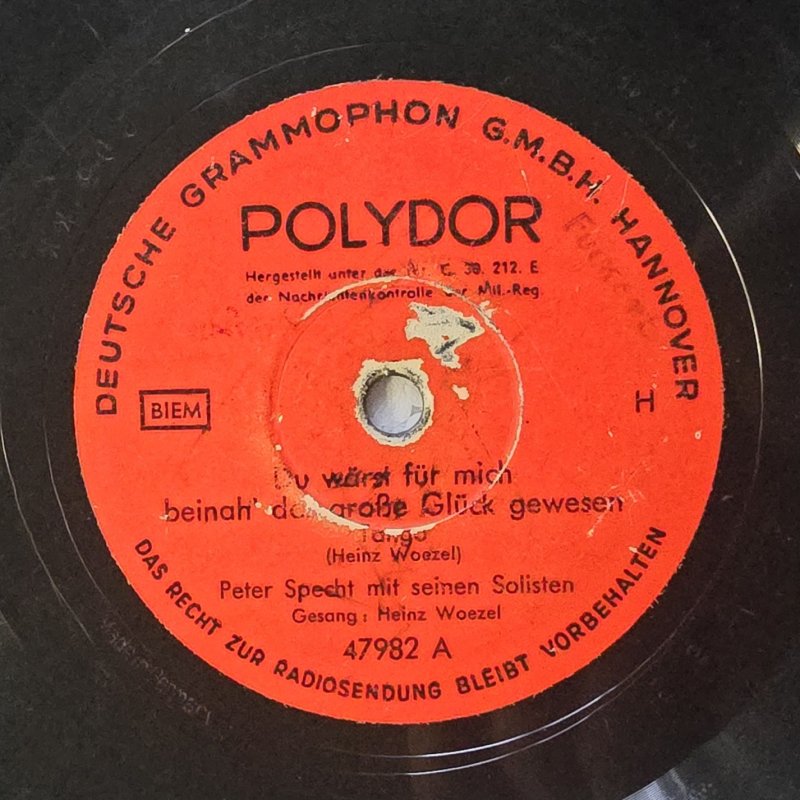 DEUTSCHE GRAMMOPHON G.M.B.H. HANNOVER
POLYDOR
Hergestellt unter der Nr. C. 39. 212. E
der Nachrichtenkontrolle der Mil.-Reg.
BIEM
H
Du wärst für mich
beinah' das große Glück gewesen
Tango
(Heinz Woezel)
Peter Specht mit seinen Solisten
Gesang: Heinz Woezel
47982 A
DAS RECHT ZUR RADIOSENDUNG BLEIBT VORBEHALTEN